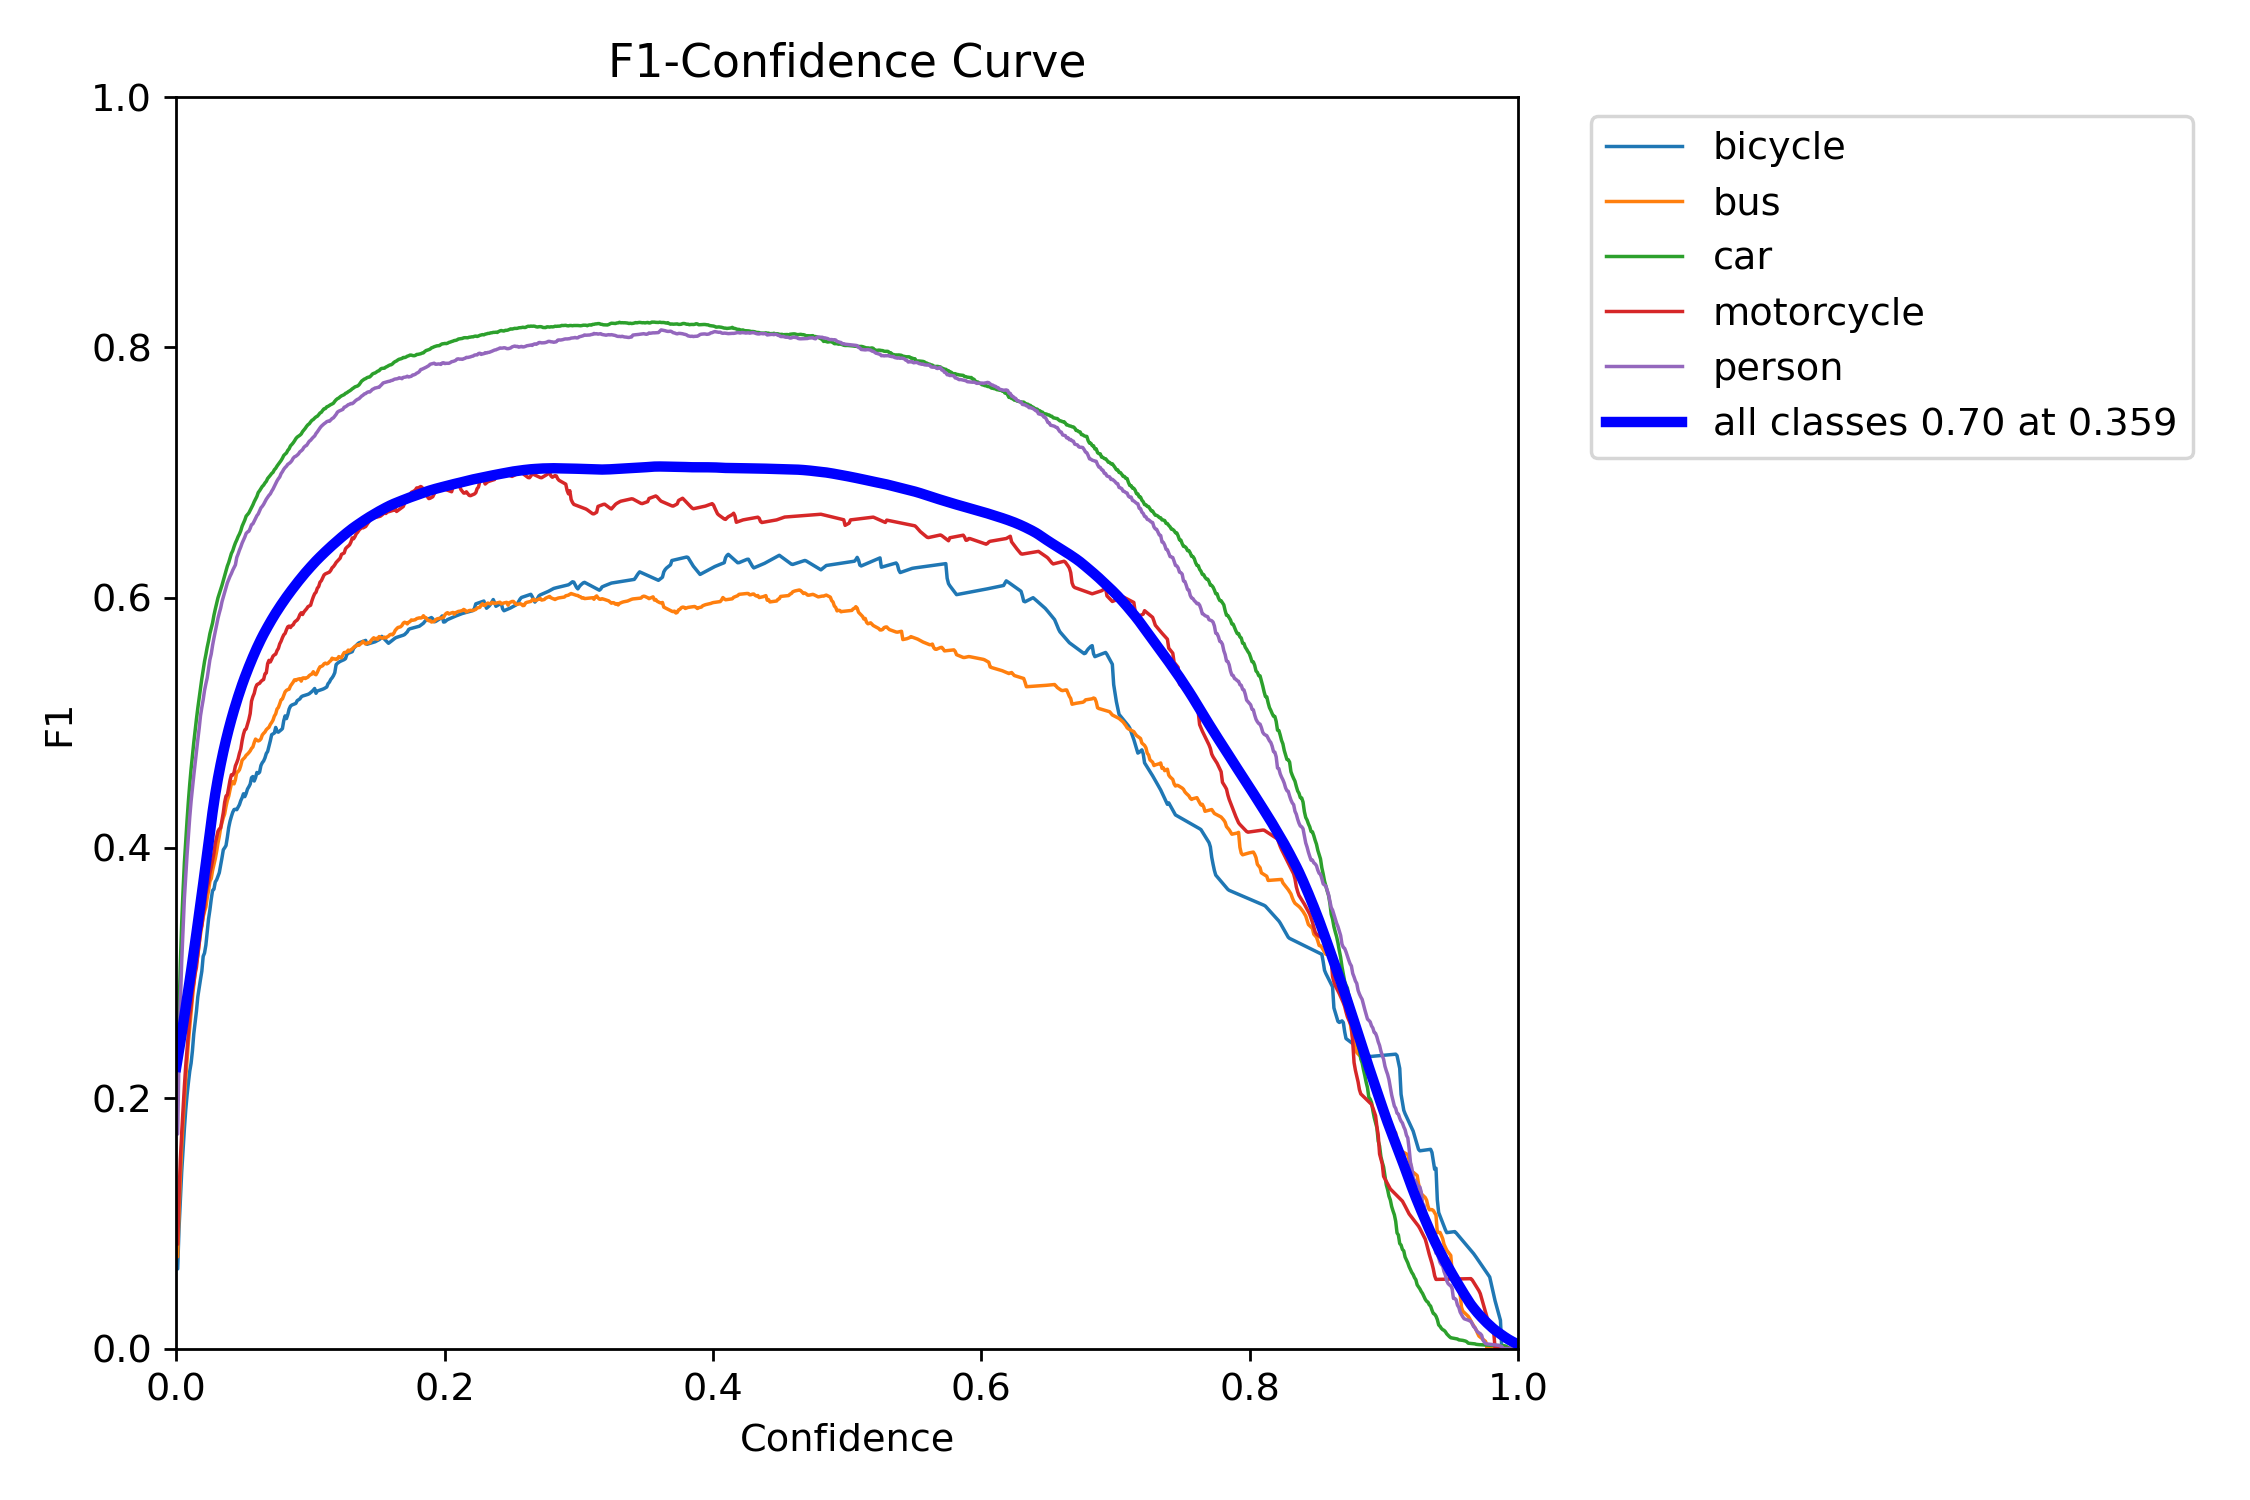 F1-Confidence Curve
1.0
0.8
0.6
0.4
0.2
0.0
F1
0.0 0.2 0.4 0.6 0.8 1.0
Confidence
bicycle
bus
car
motorcycle
person
all classes 0.70 at 0.359